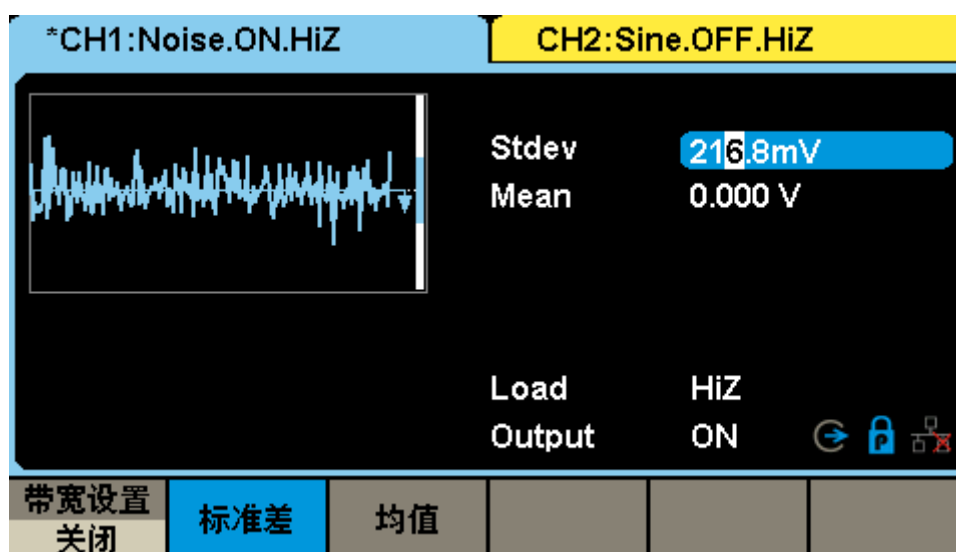 *CH1:Noise.ON.HiZ CH2:Sine.OFF.HiZ
Stdev 216.8mV
Mean 0.000 V
Load HiZ
Output ON P
带宽设置
关闭
标准差
均值